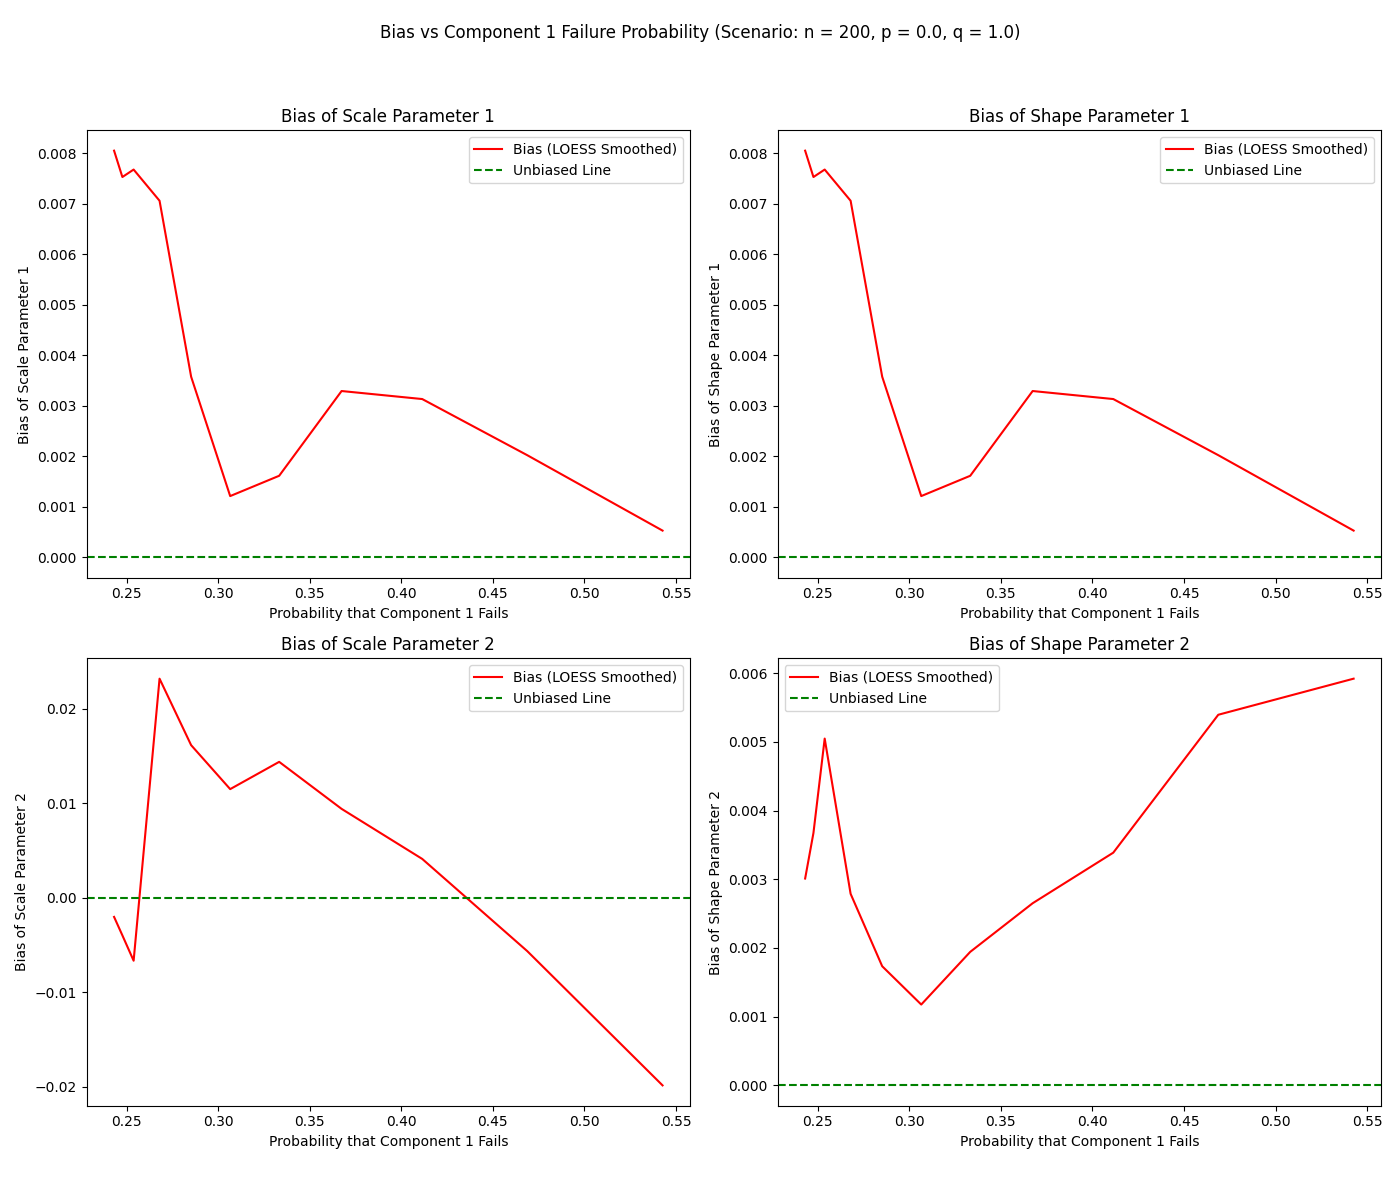 Bias vs Component 1 Failure Probability (Scenario: n = 200, p = 0.0, q = 1.0)
Bias of Scale Parameter 1
Bias (LOESS Smoothed)
Unbiased Line
Bias of Scale Parameter 1
0.008
0.007
0.006
0.005
0.004
0.003
0.002
0.001
0.000
0.25 0.30 0.35 0.40 0.45 0.50 0.55
Probability that Component 1 Fails
Bias of Shape Parameter 1
Bias (LOESS Smoothed)
Unbiased Line
Bias of Shape Parameter 1
0.008
0.007
0.006
0.005
0.004
0.003
0.002
0.001
0.000
0.25 0.30 0.35 0.40 0.45 0.50 0.55
Probability that Component 1 Fails
Bias of Scale Parameter 2
Bias (LOESS Smoothed)
Unbiased Line
Bias of Scale Parameter 2
0.02
0.01
0.00
−0.01
−0.02
0.25 0.30 0.35 0.40 0.45 0.50 0.55
Probability that Component 1 Fails
Bias of Shape Parameter 2
Bias (LOESS Smoothed)
Unbiased Line
Bias of Shape Parameter 2
0.006
0.005
0.004
0.003
0.002
0.001
0.000
0.25 0.30 0.35 0.40 0.45 0.50 0.55
Probability that Component 1 Fails